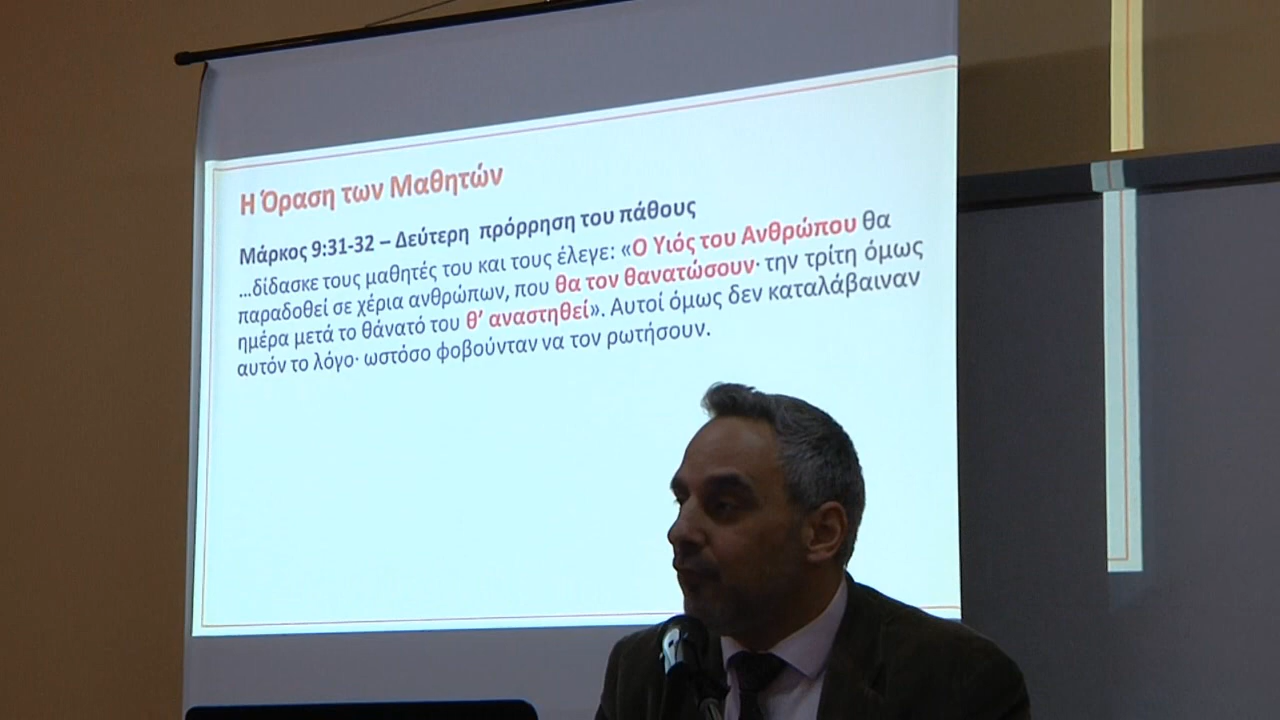 Η Όραση των Μαθητών
Μάρκος 9:31-32 – Δεύτερη πρόρρηση του πάθους
...δίδασκε τους μαθητές του και τους έλεγε: «Ο Υιός του Ανθρώπου θα
παραδοθεί σε χέρια ανθρώπων, που θα τον θανατώσουν· την τρίτη όμως
ημέρα μετά το θάνατό του θ’ αναστηθεί». Αυτοί όμως δεν καταλάβαιναν
αυτόν το λόγο· ωστόσο φοβούνταν να τον ρωτήσουν.